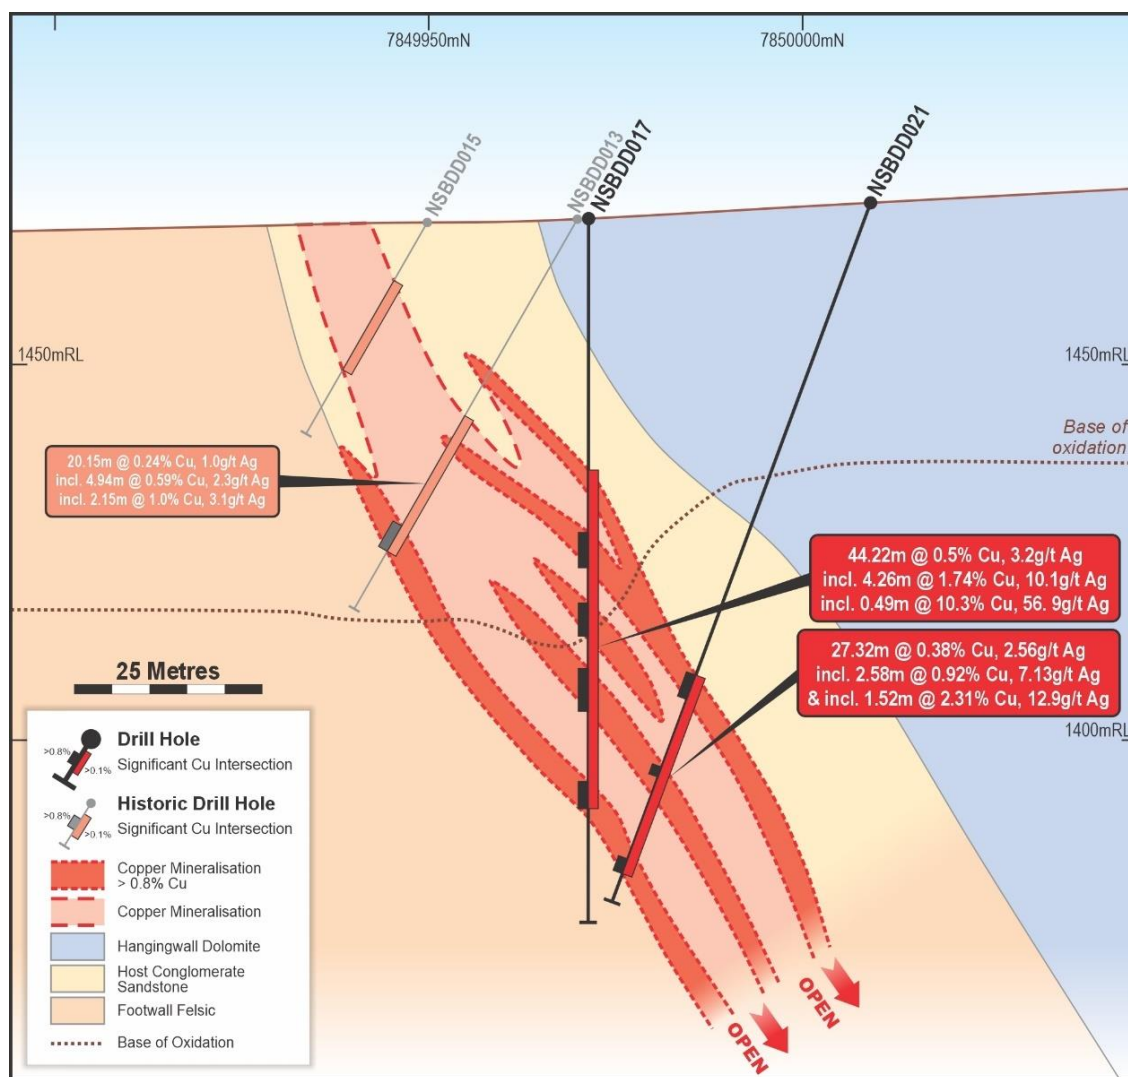 7849950mN
7850000mN
NSBDD015
NSBDD013
NSBDD017
NSBDD021
1450mRL
1450mRL
Base of
oxidation
20.15m @ 0.24% Cu, 1.0g/t Ag
incl. 4.94m @ 0.59% Cu, 2.3g/t Ag
incl. 2.15m @ 1.0% Cu, 3.1g/t Ag
44.22m @ 0.5% Cu, 3.2g/t Ag
incl. 4.26m @ 1.74% Cu, 10.1g/t Ag
incl. 0.49m @ 10.3% Cu, 56. 9g/t Ag
27.32m @ 0.38% Cu, 2.56g/t Ag
incl. 2.58m @ 0.92% Cu, 7.13g/t Ag
& incl. 1.52m @ 2.31% Cu, 12.9g/t Ag
25 Metres
1400mRL
>0.8%
>0.1%
Drill Hole
Significant Cu Intersection
>0.8%
>0.1%
Historic Drill Hole
Significant Cu Intersection
Copper Mineralisation
> 0.8% Cu
Copper Mineralisation
Hangingwall Dolomite
Host Conglomerate
Sandstone
Footwall Felsic
Base of Oxidation
OPEN
OPEN